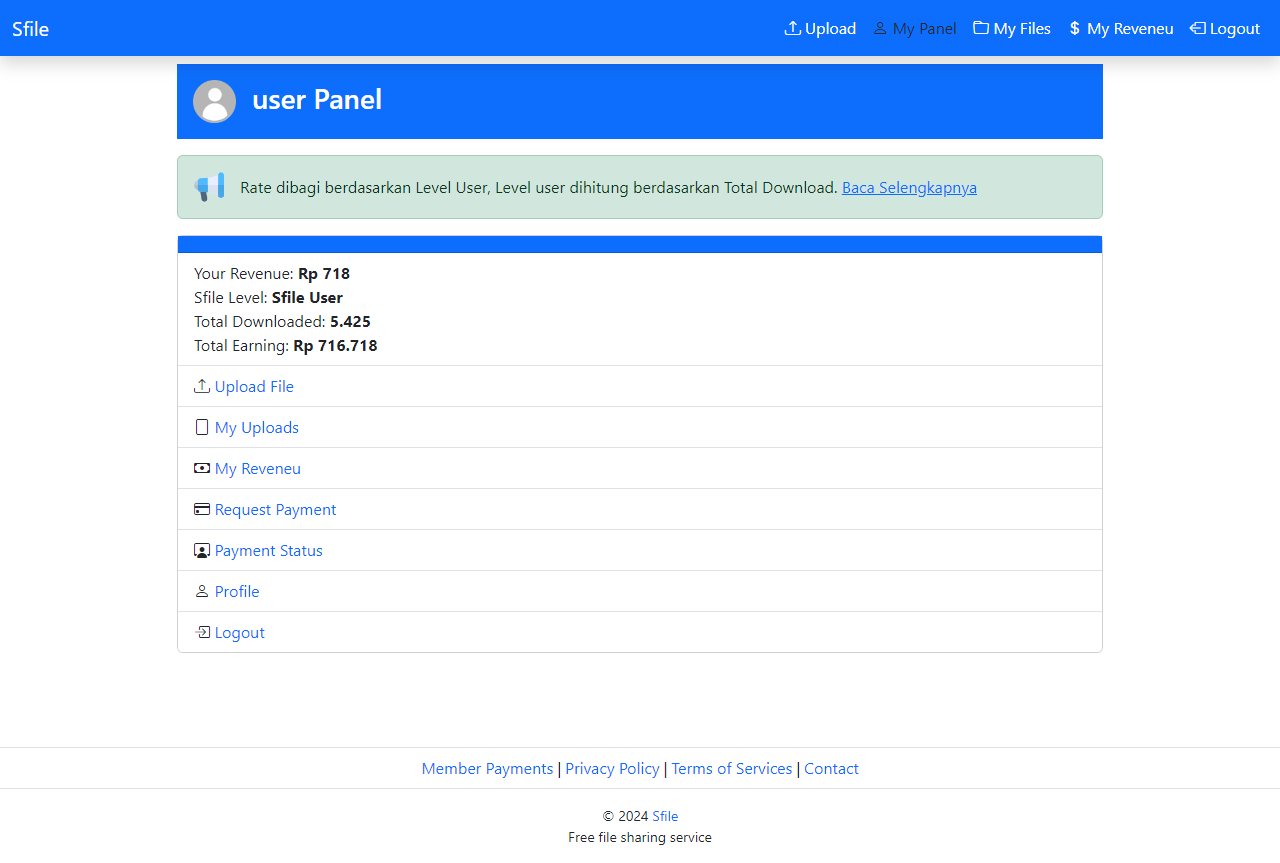 Sfile
Upload My Panel My Files $ My Reveneu Logout
user Panel
Rate dibagi berdasarkan Level User, Level user dihitung berdasarkan Total Download. Baca Selengkapnya
Your Revenue: Rp 718
Sfile Level: Sfile User
Total Downloaded: 5.425
Total Earning: Rp 716.718
Upload File
My Uploads
My Reveneu
Request Payment
Payment Status
Profile
Logout
Member Payments | Privacy Policy | Terms of Services | Contact
© 2024 Sfile
Free file sharing service